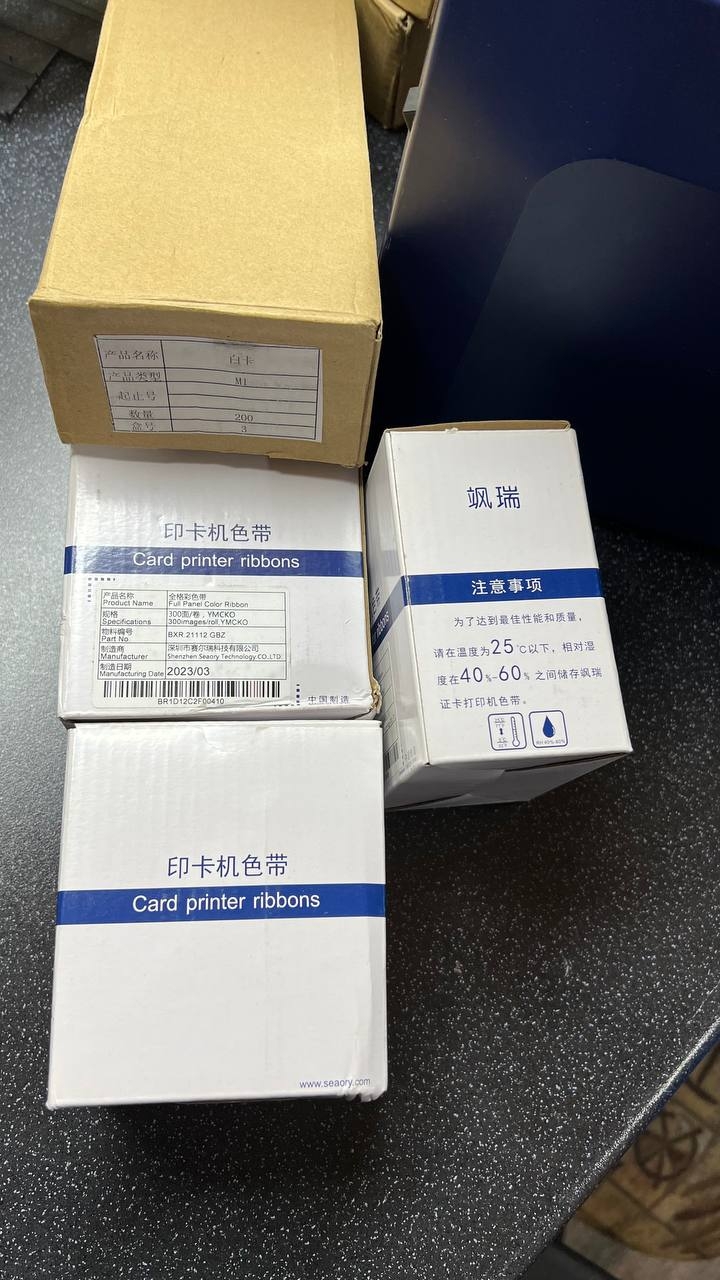 产品名称 白卡
产品类型 M1
起止号
数量 200
盒号 3
印卡机色带
Card printer ribbons
产品名称 全格彩色带
Product Name Full Panel Color Ribbon
规格 300面/卷，YMCKO
Specifications 300images/roll,YMCKO
物料编号
Part No BXR 21112 GBZ
制造商 深圳市赛尔瑞科技有限公司
Manufacturer Shenzhen Seaory Technology CO.,LTD.
制造日期
Manufacturing Date 2023/03
BR1D12C2F00410
中国制造
飒瑞
注意事项
为了达到最佳性能和质量，
请在温度为25℃以下，相对湿
度在40%-60% 之间储存飒瑞
证卡打印机色带。
印卡机色带
Card printer ribbons
www.seaory.com